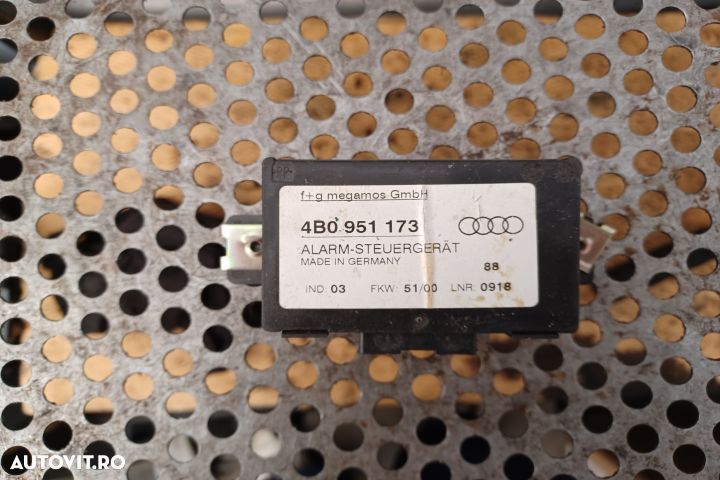 f+g megamos GmbH
4B0 951 173
ALARM-STEUERGERÄT
MADE IN GERMANY
88
IND: 03 FKW: 51/00 LNR: 0918
AUTOVIT.RO